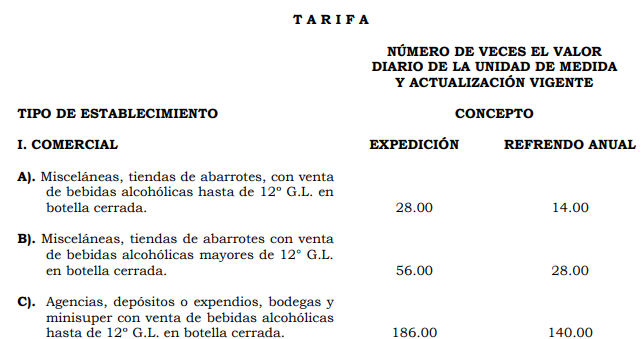 T A R I F A
NÚMERO DE VECES EL VALOR
DIARIO DE LA UNIDAD DE MEDIDA
Y ACTUALIZACIÓN VIGENTE
TIPO DE ESTABLECIMIENTO CONCEPTO
I. COMERCIAL EXPEDICIÓN REFRENDO ANUAL
A). Misceláneas, tiendas de abarrotes, con venta
de bebidas alcohólicas hasta de 12º G.L. en
botella cerrada. 28.00 14.00
B). Misceláneas, tiendas de abarrotes con venta
de bebidas alcohólicas mayores de 12° G.L.
en botella cerrada. 56.00 28.00
C). Agencias, depósitos o expendios, bodegas y
minisuper con venta de bebidas alcohólicas
hasta de 12º G.L. en botella cerrada. 186.00 140.00